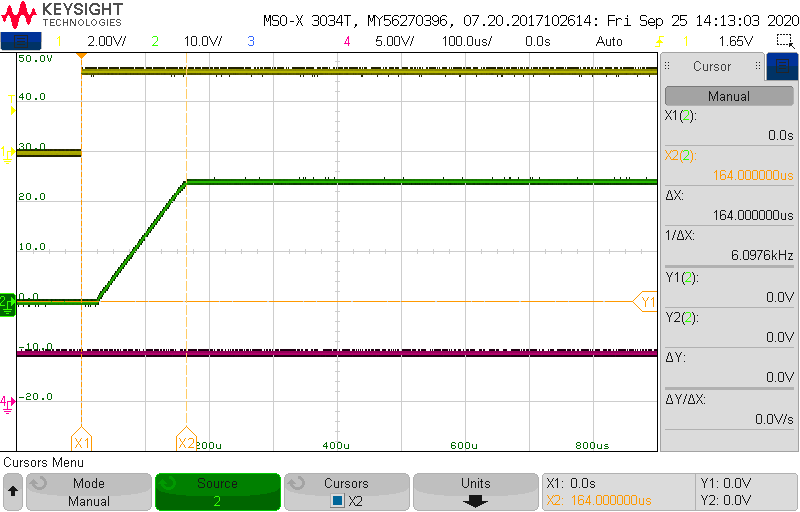 KEYSIGHT
TECHNOLOGIES
MSO-X 3034T, MY56270396, 07.20.2017102614: Fri Sep 25 14:13:03 2020
1 2.00V/ 2 10.0V/ 3 4 5.00V/ 100.0us/ 0.0s Auto 1 1.65V
50.0V
40.0
30.0
20.0
10.0
0.0
-10.0
-20.0
T
1
2
4
Y1
X1
X2
200u
400u
600u
800us
Cursor
Manual
X1(2):
0.0s
X2(2):
164.000000us
ΔX:
164.000000us
1/ΔX:
6.0976kHz
Y1(2):
0.0V
Y2(2):
0.0V
ΔY:
0.0V
ΔY/ΔX:
0.0V/s
Cursors Menu
Mode
Manual
Source
2
Cursors
X2
Units
X1: 0.0s
X2: 164.000000us
Y1: 0.0V
Y2: 0.0V